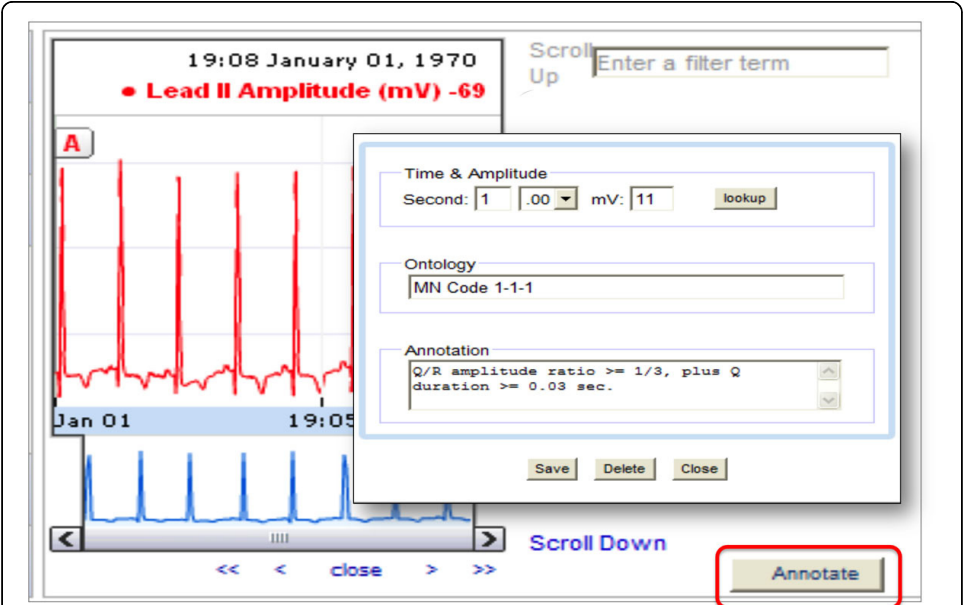 19:08 January 01, 1970
• Lead II Amplitude (mV) -69
A
Jan 01 19:05
<< < close > >>
Scroll Up
Enter a filter term
Time & Amplitude
Second: 1 .00 mV: 11 lookup
Ontology
MN Code 1-1-1
Annotation
Q/R amplitude ratio >= 1/3, plus Q
duration >= 0.03 sec.
Save Delete Close
Scroll Down
Annotate